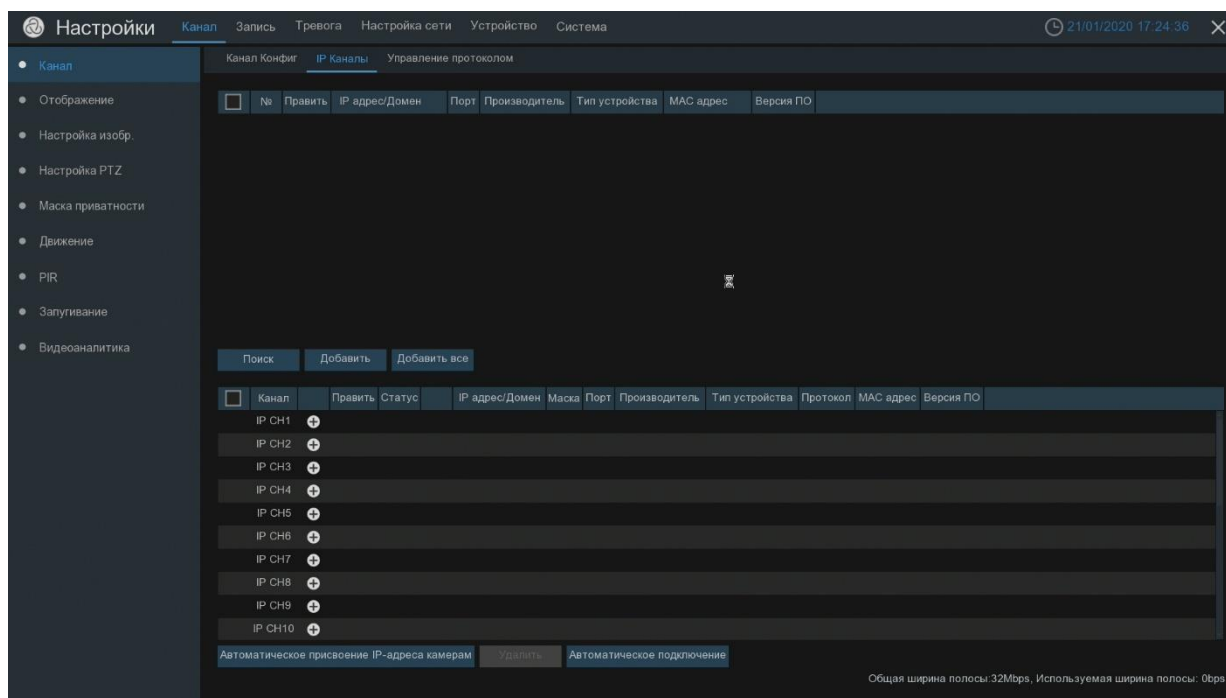 Настройки Канал Запись Тревога Настройка сети Устройство Система 21/01/2020 17:24:36
Канал
Отображение
Настройка изобр.
Настройка PTZ
Маска приватности
Движение
PIR
Запугивание
Видеоаналитика
Канал Конфиг IP Каналы Управление протоколом
№ Править IP адрес/Домен Порт Производитель Тип устройства MAC адрес Версия ПО
Поиск Добавить Добавить все
Канал Править Статус IP адрес/Домен Маска Порт Производитель Тип устройства Протокол MAC адрес Версия ПО
IP CH1
IP CH2
IP CH3
IP CH4
IP CH5
IP CH6
IP CH7
IP CH8
IP CH9
IP CH10
Автоматическое присвоение IP-адреса камерам Удалить Автоматическое подключение
Общая ширина полосы:32Mbps, Используемая ширина полосы: 0bps